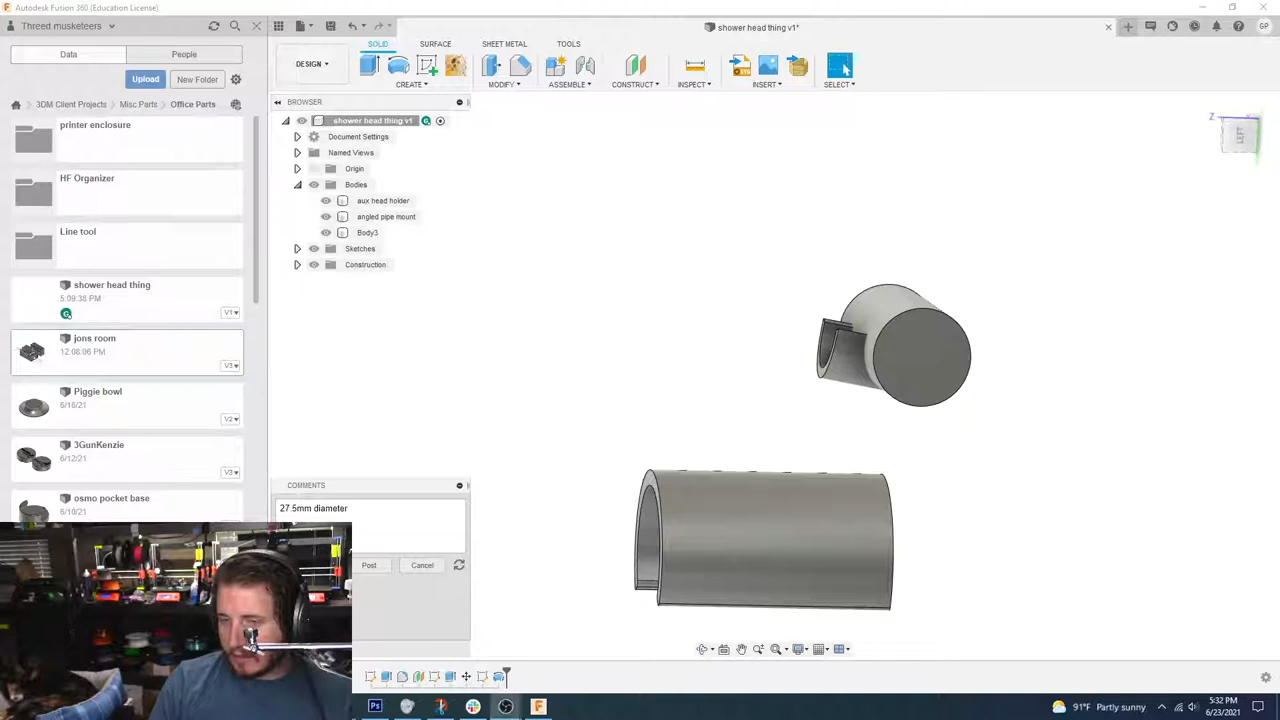 Autodesk Fusion 360 (Education License)
Threed musketeers
shower head thing v1*
GP
Data
People
SOLID
SURFACE
SHEET METAL
TOOLS
Upload
New Folder
DESIGN
CREATE
MODIFY
ASSEMBLE
CONSTRUCT
INSPECT
INSERT
SELECT
3DM Client Projects
Misc Parts
Office Parts
BROWSER
printer enclosure
shower head thing v1
Document Settings
Named Views
Origin
Bodies
aux head holder
angled pipe mount
Body3
Sketches
Construction
Z
LEFT
HF Organizer
Line tool
shower head thing
5:09:38 PM
V1
jons room
12:08:06 PM
V3
Piggie bowl
6/16/21
V2
3GunKenzie
6/12/21
V3
osmo pocket base
6/10/21
COMMENTS
27.5mm diameter
Post
Cancel
91°F Partly sunny
5:32 PM
6/23/2021